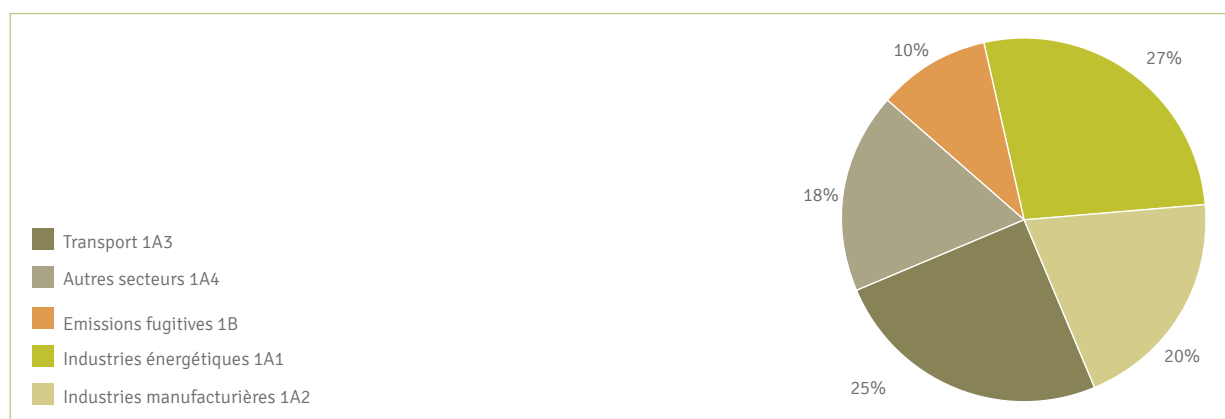 10%
27%
18%
Transport 1A3
Autres secteurs 1A4
Emissions fugitives 1B
Industries énergétiques 1A1
20%
25%
Industries manufacturières 1A2